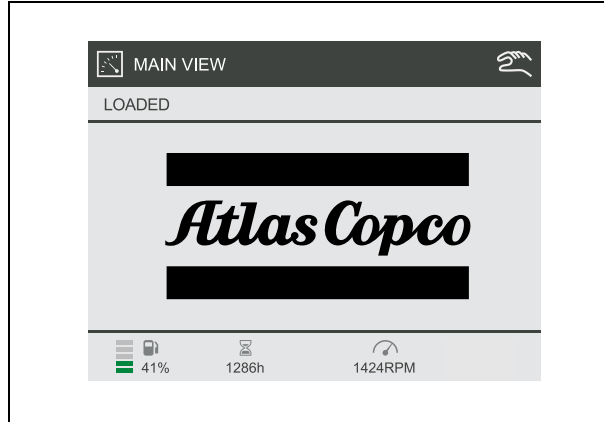 MAIN VIEW
LOADED
Atlas Copco
41%
1286h
1424RPM